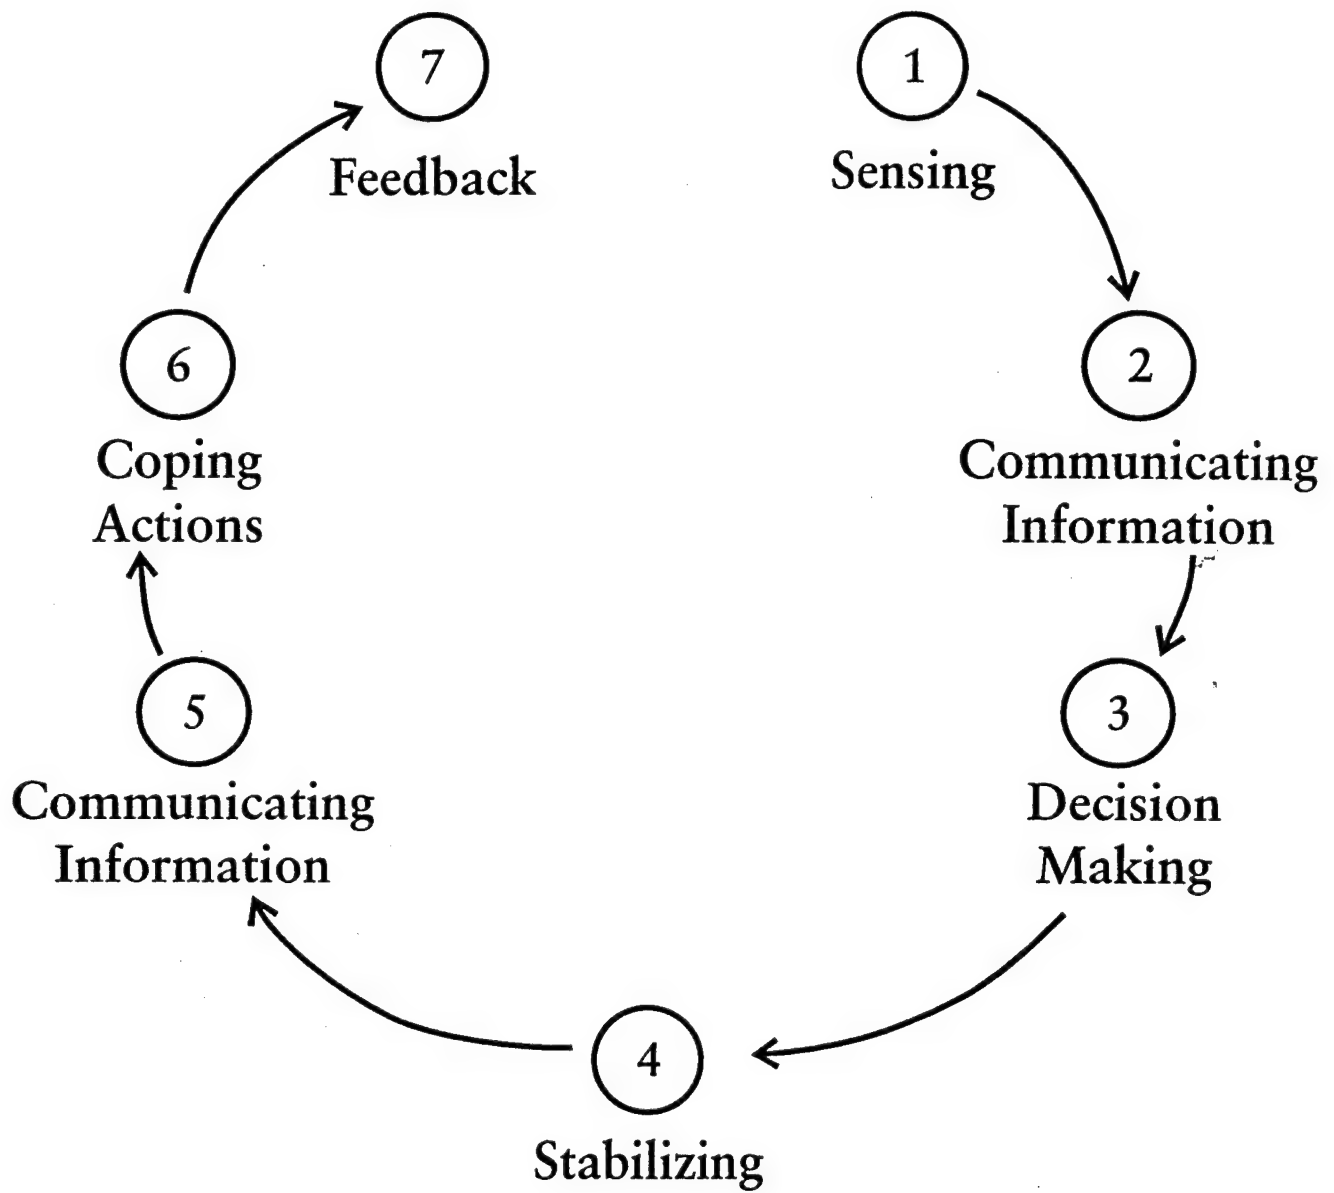 1
Sensing
2
Communicating
Information
3
Decision
Making
4
Stabilizing
5
Communicating
Information
6
Coping
Actions
7
Feedback